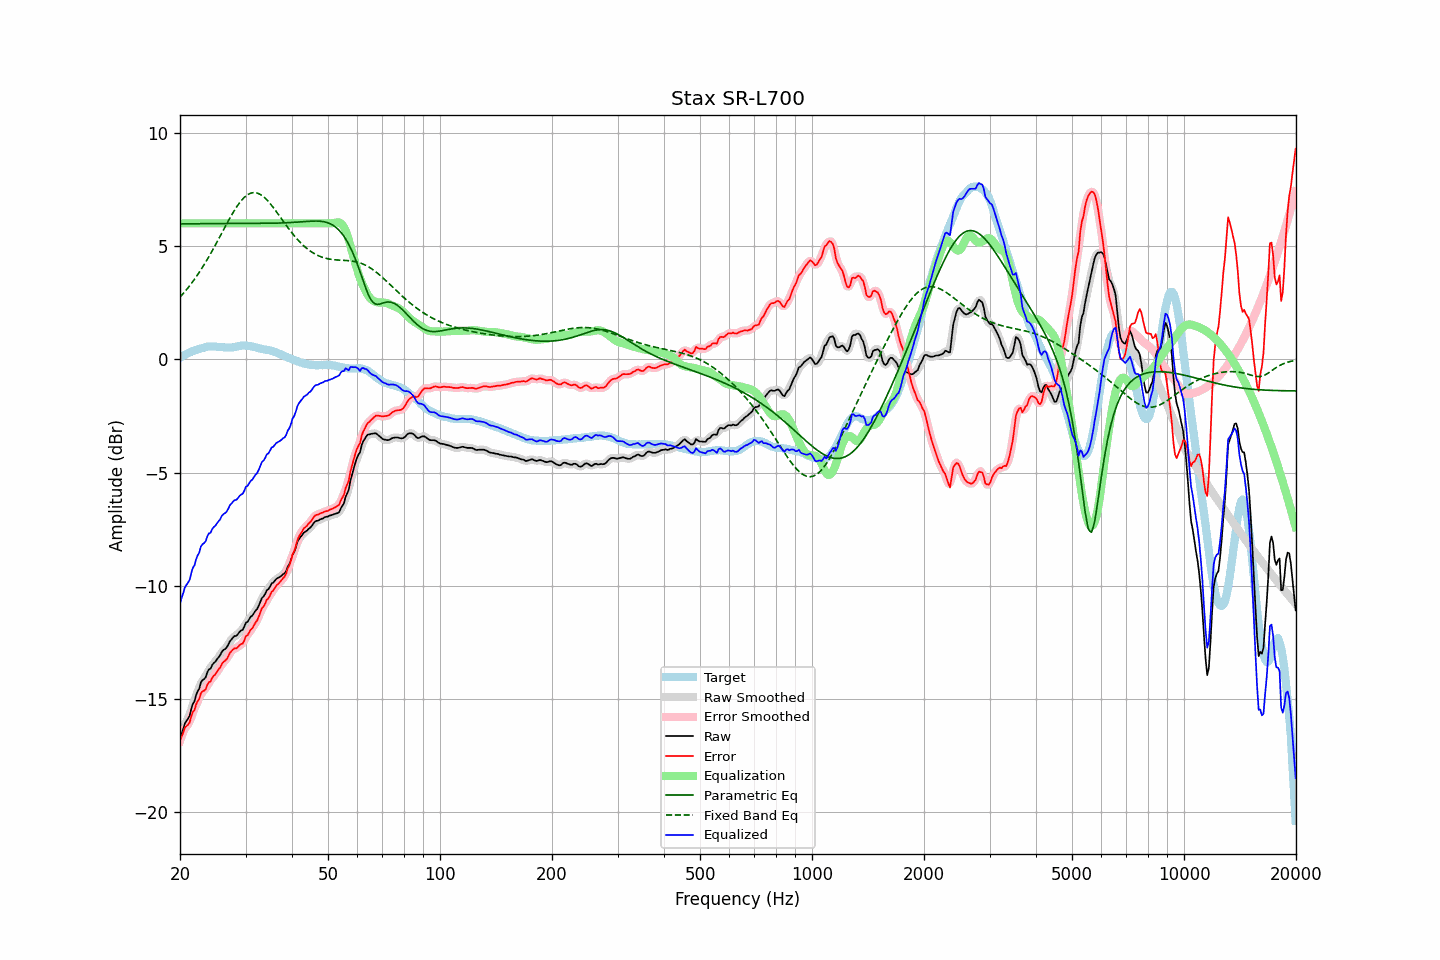 Stax SR-L700
Amplitude (dBr)
10
5
0
−5
−10
−15
−20
Target
Raw Smoothed
Error Smoothed
Raw
Error
Equalization
Parametric Eq
Fixed Band Eq
Equalized
20
50
100
200
500
1000
2000
5000
10000
20000
Frequency (Hz)